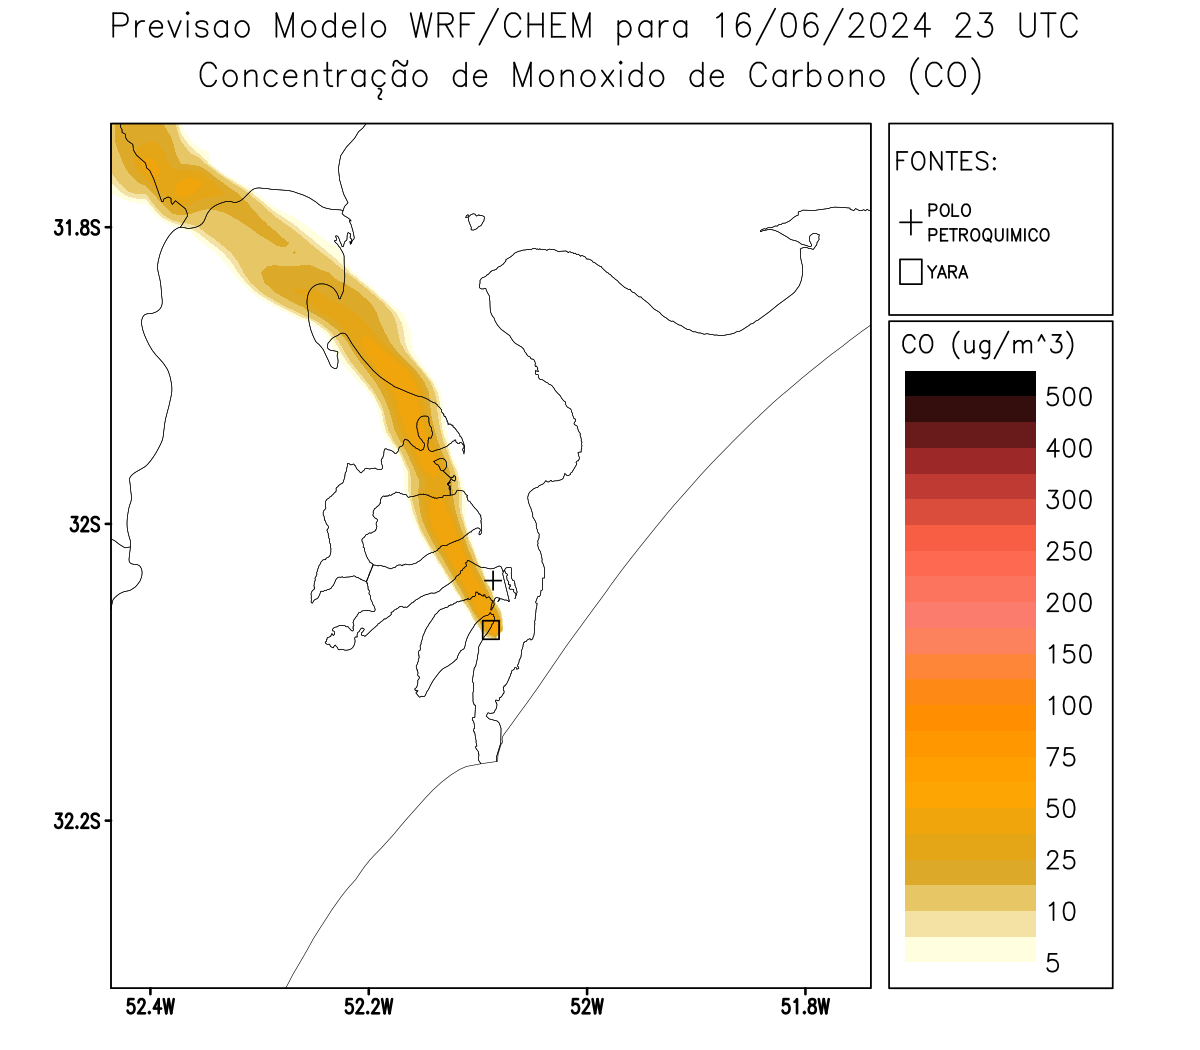 Previsao Modelo WRF/CHEM para 16/06/2024 23 UTC
Concentração de Monoxido de Carbono (CO)
FONTES:
POLO
PETROQUIMICO
YARA
CO (ug/m^3)
500
400
300
250
200
150
100
75
50
25
10
5
31.8S
32S
32.2S
52.4W
52.2W
52W
51.8W